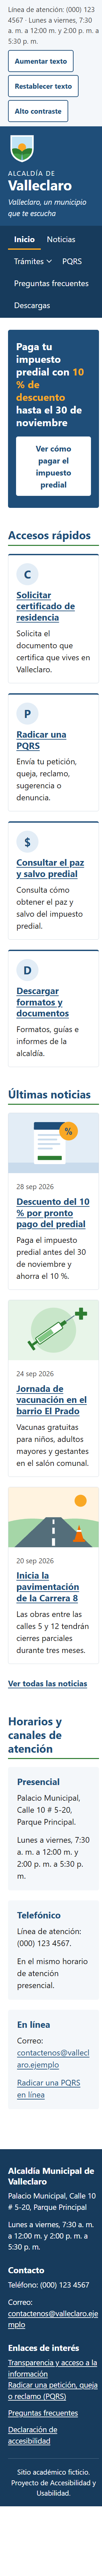 Línea de atención: (000) 123
4567 · Lunes a viernes, 7:30
a. m. a 12:00 m. y 2:00 p. m. a
5:30 p. m.
Aumentar texto
Restablecer texto
Alto contraste
ALCALDÍA DE
Valleclaro
Valleclaro, un municipio
que te escucha
Inicio Noticias
Trámites PQRS
Preguntas frecuentes
Descargas
Paga tu
impuesto
predial con 10
% de
descuento
hasta el 30 de
noviembre
Ver cómo
pagar el
impuesto
predial
Accesos rápidos
C
Solicitar
certificado de
residencia
Solicita el
documento que
certifica que vives en
Valleclaro.
P
Radicar una
PQRS
Envía tu petición,
queja, reclamo,
sugerencia o
denuncia.
$
Consultar el paz
y salvo predial
Consulta cómo
obtener el paz y
salvo del impuesto
predial.
D
Descargar
formatos y
documentos
Formatos, guías e
informes de la
alcaldía.
Últimas noticias
%
28 sep 2026
Descuento del 10
% por pronto
pago del predial
Paga el impuesto
predial antes del 30
de noviembre y
ahorra el 10 %.
24 sep 2026
Jornada de
vacunación en el
barrio El Prado
Vacunas gratuitas
para niños, adultos
mayores y gestantes
en el salón comunal.
20 sep 2026
Inicia la
pavimentación
de la Carrera 8
Las obras entre las
calles 5 y 12 tendrán
cierres parciales
durante tres meses.
Ver todas las noticias
Horarios y
canales de
atención
Presencial
Palacio Municipal,
Calle 10 # 5-20,
Parque Principal.
Lunes a viernes, 7:30
a. m. a 12:00 m. y
2:00 p. m. a 5:30 p.
m.
Telefónico
Línea de atención:
(000) 123 4567.
En el mismo horario
de atención
presencial.
En línea
Correo:
contactenos@vallecl
aro.ejemplo
Radicar una PQRS
en línea
Alcaldía Municipal de
Valleclaro
Palacio Municipal, Calle 10
# 5-20, Parque Principal
Lunes a viernes, 7:30 a. m.
a 12:00 m. y 2:00 p. m. a
5:30 p. m.
Contacto
Teléfono: (000) 123 4567
Correo:
contactenos@valleclaro.eje
mplo
Enlaces de interés
Transparencia y acceso a la
información
Radicar una petición, queja
o reclamo (PQRS)
Preguntas frecuentes
Declaración de
accesibilidad
Sitio académico ficticio.
Proyecto de Accesibilidad y
Usabilidad.